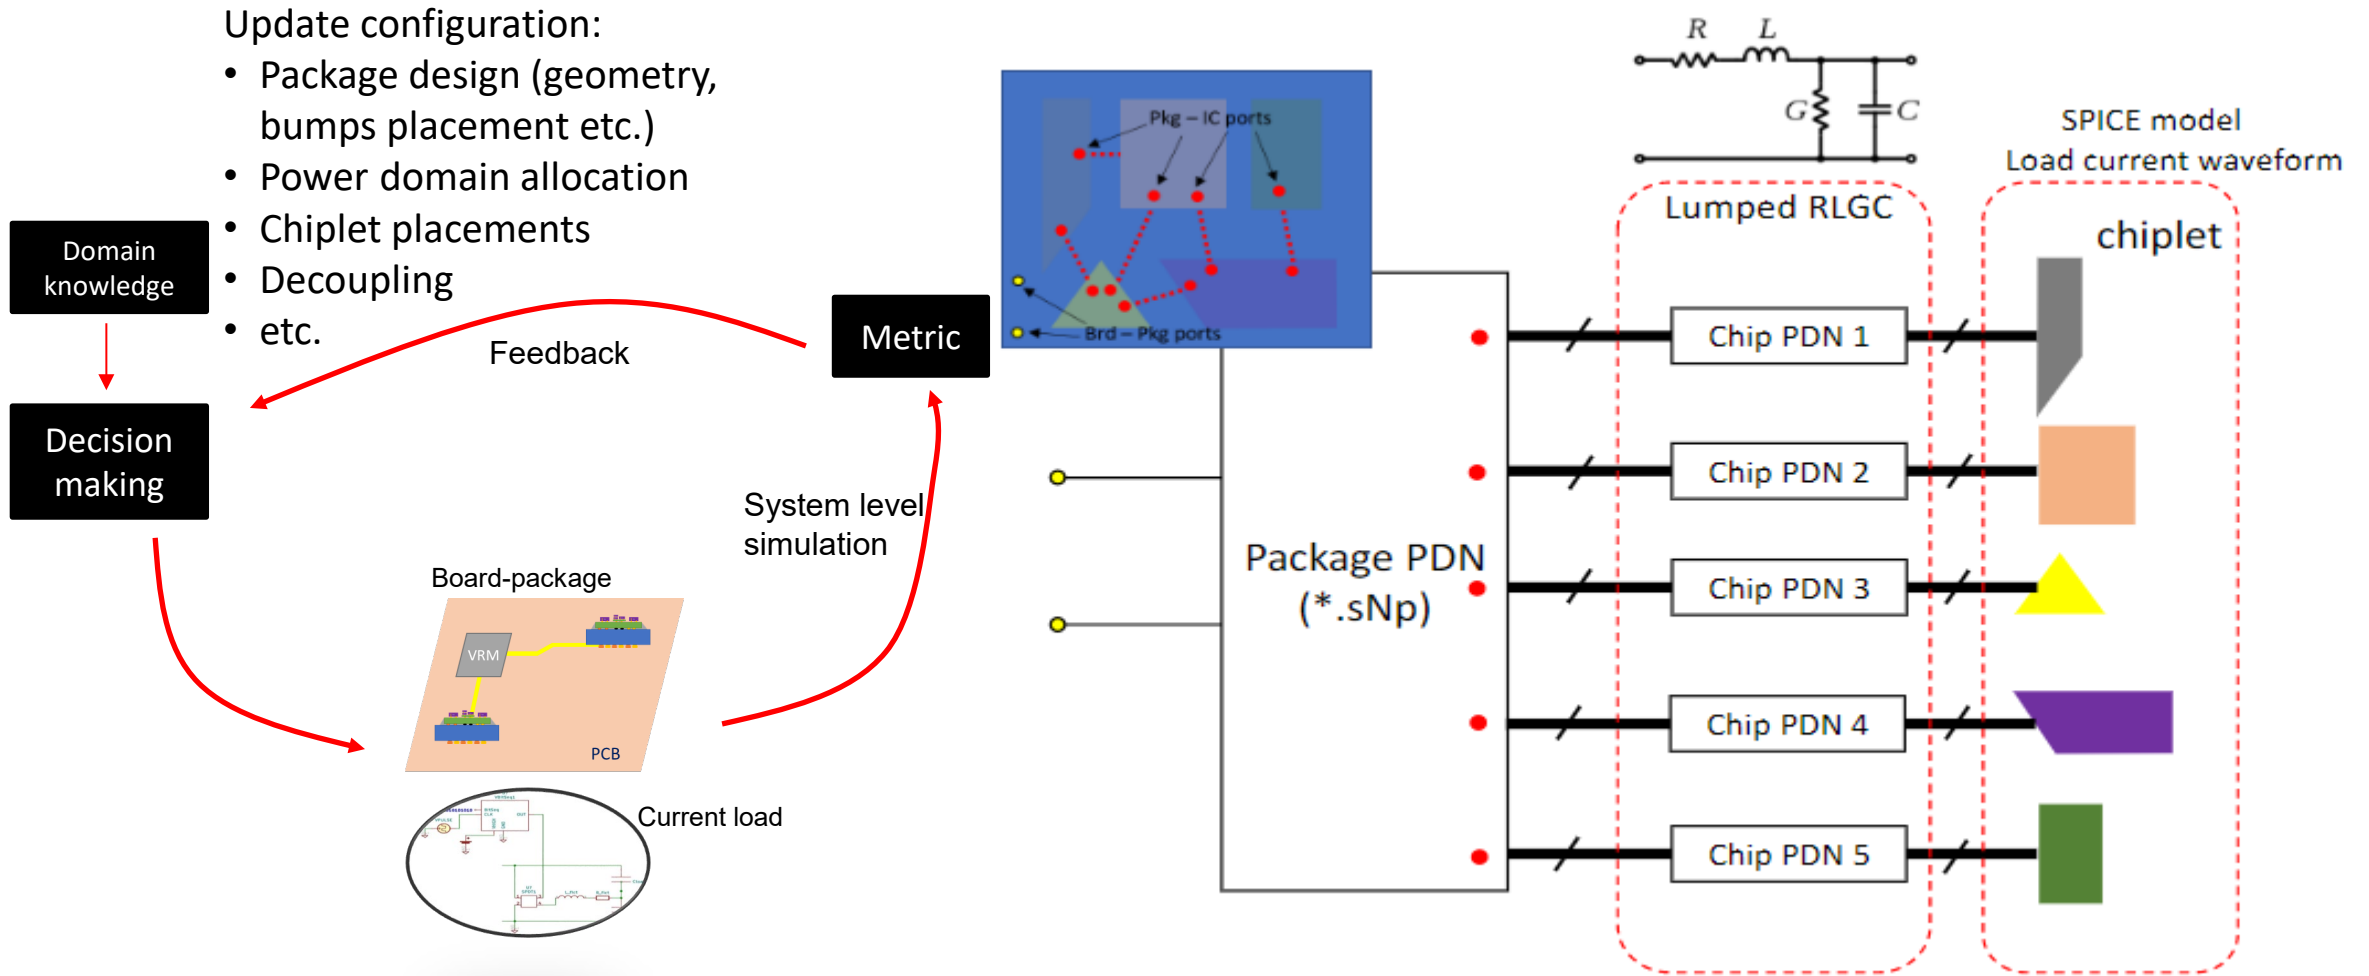 Update configuration:
• Package design (geometry,
bumps placement etc.)
• Power domain allocation
• Chiplet placements
• Decoupling
• etc.
Domain
knowledge
Decision
making
Feedback
Metric
System level
simulation
Board-package
VRM
PCB
Current load
OUT
Pkg – IC ports
Brd – Pkg ports
R
L
G
C
Lumped RLGC
SPICE model
Load current waveform
chiplet
Package PDN
(*.sNp)
Chip PDN 1
Chip PDN 2
Chip PDN 3
Chip PDN 4
Chip PDN 5